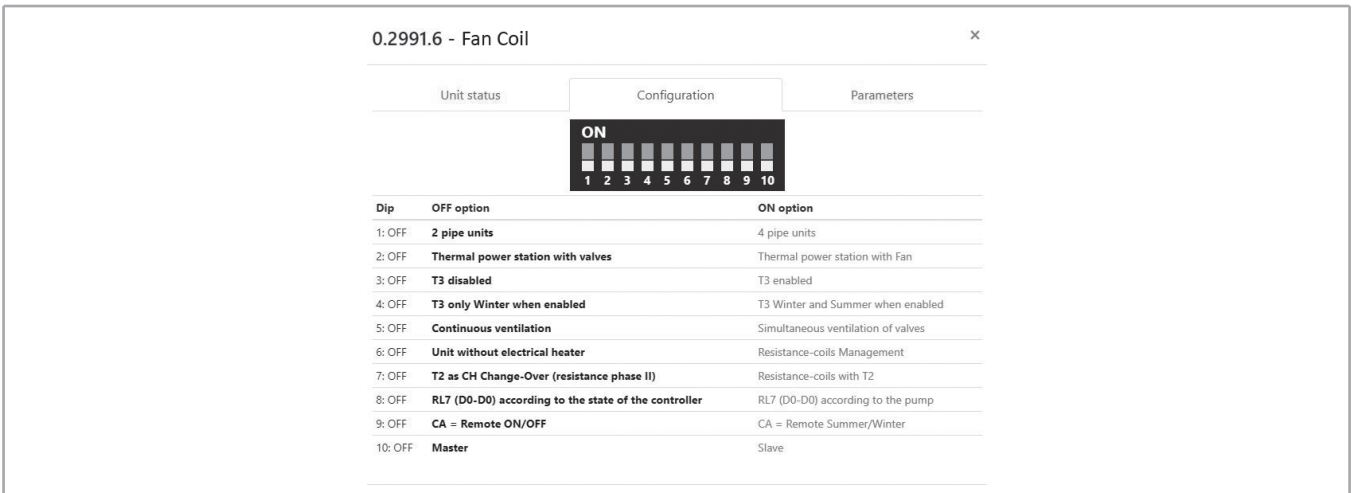 0.2991.6 - Fan Coil ×
Unit status Configuration Parameters
ON
1 2 3 4 5 6 7 8 9 10
Dip OFF option ON option
1: OFF 2 pipe units 4 pipe units
2: OFF Thermal power station with valves Thermal power station with Fan
3: OFF T3 disabled T3 enabled
4: OFF T3 only Winter when enabled T3 Winter and Summer when enabled
5: OFF Continuous ventilation Simultaneous ventilation of valves
6: OFF Unit without electrical heater Resistance-coils Management
7: OFF T2 as CH Change-Over (resistance phase II) Resistance-coils with T2
8: OFF RL7 (D0-D0) according to the state of the controller RL7 (D0-D0) according to the pump
9: OFF CA = Remote ON/OFF CA = Remote Summer/Winter
10: OFF Master Slave